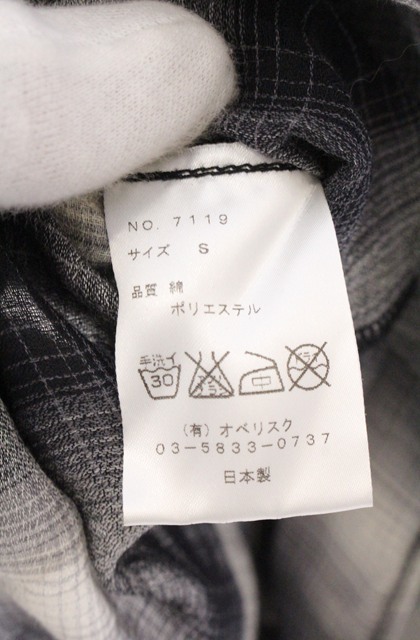 NO. 7119
サイズ S
品質 綿
ポリエステル
手洗イ
30
(有) オベリスク
03-5833-0737
日本製